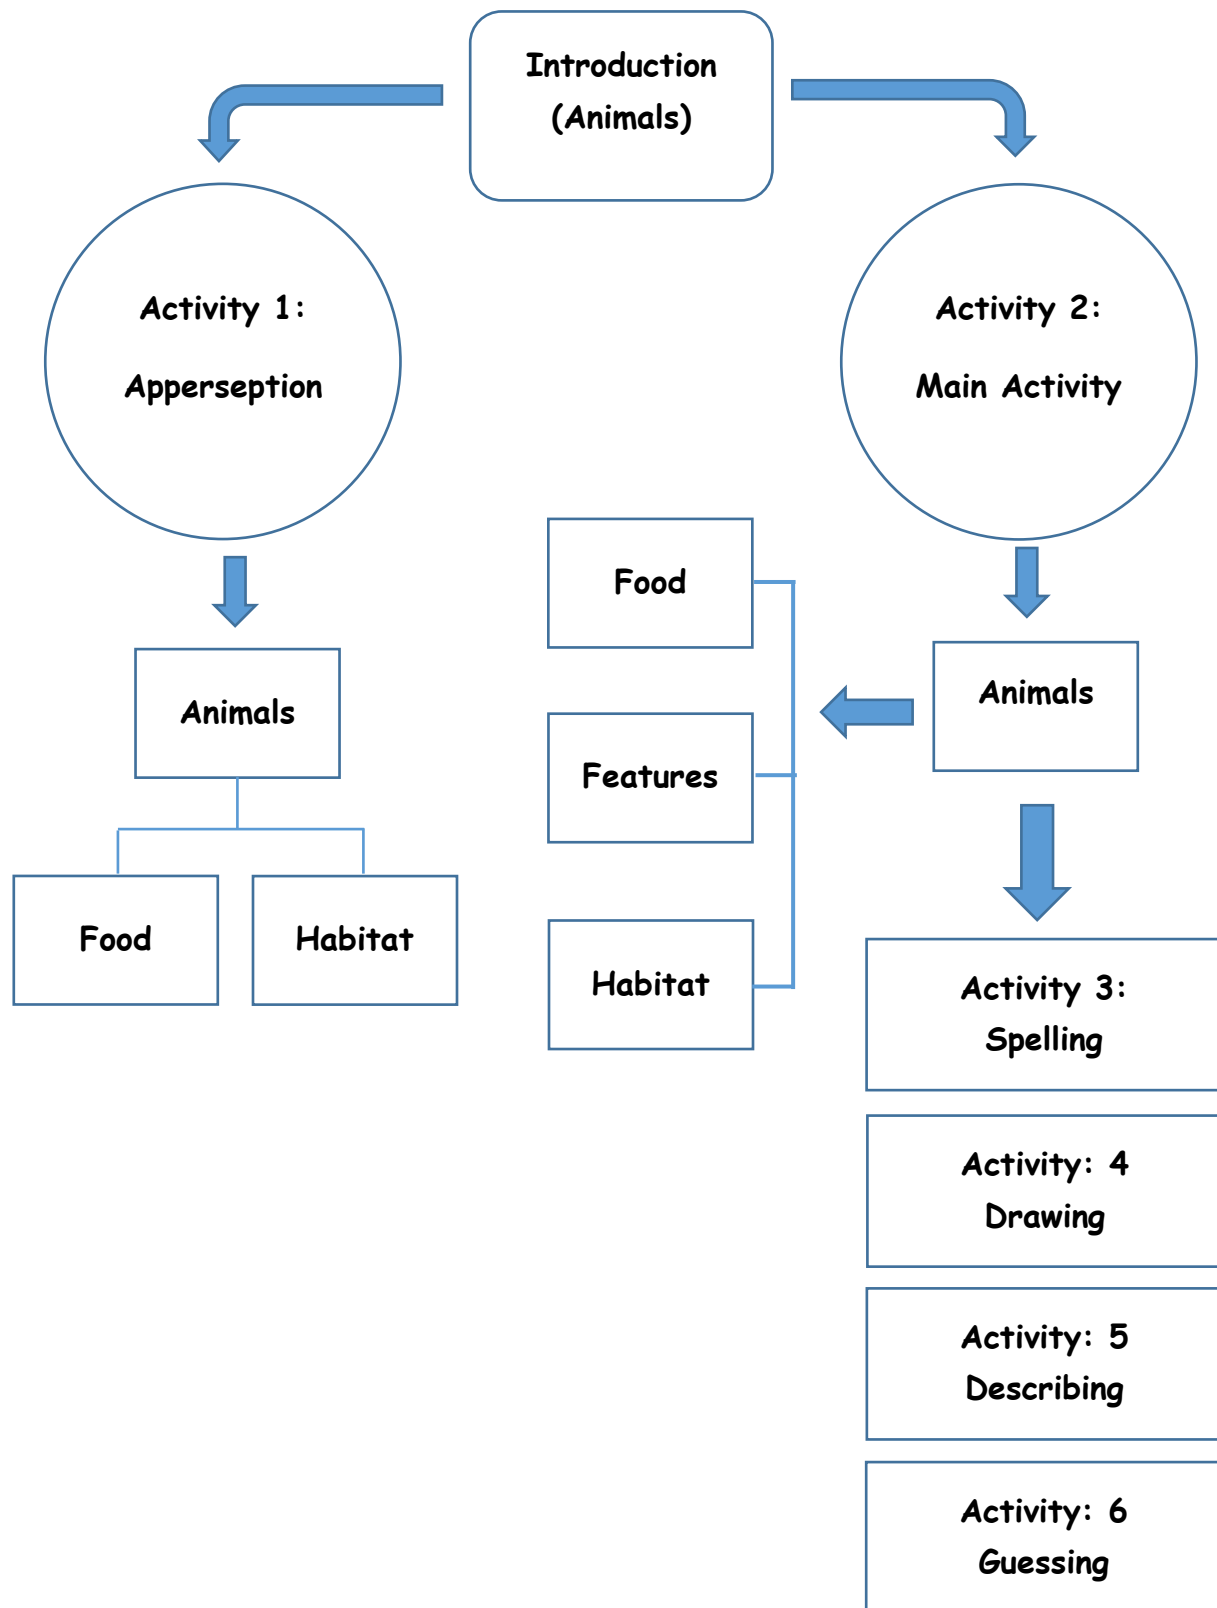 Introduction
(Animals)
Activity 1:
Apperseption
Activity 2:
Main Activity
Animals
Food
Habitat
Food
Features
Habitat
Animals
Activity 3:
Spelling
Activity: 4
Drawing
Activity: 5
Describing
Activity: 6
Guessing